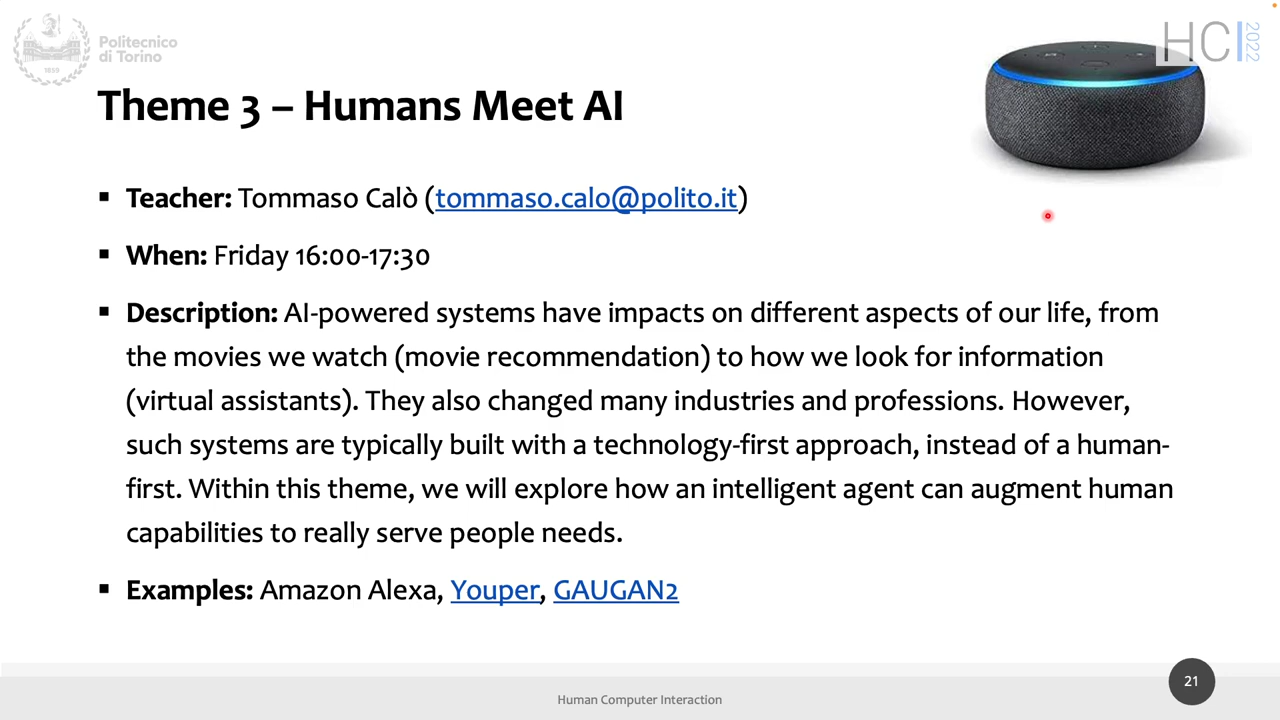 Politecnico
di Torino
1859
HCI
2022
Theme 3 – Humans Meet AI
▪ Teacher: Tommaso Calò (tommaso.calo@polito.it)
▪ When: Friday 16:00-17:30
▪ Description: AI-powered systems have impacts on different aspects of our life, from
the movies we watch (movie recommendation) to how we look for information
(virtual assistants). They also changed many industries and professions. However,
such systems are typically built with a technology-first approach, instead of a human-
first. Within this theme, we will explore how an intelligent agent can augment human
capabilities to really serve people needs.
▪ Examples: Amazon Alexa, Youper, GAUGAN2
Human Computer Interaction
21